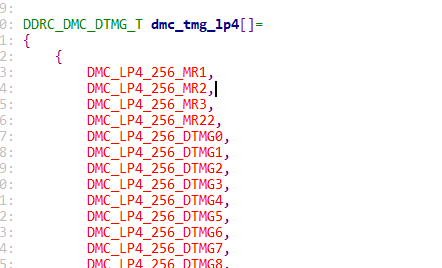 9:
0: DDRC_DMC_DTMG_T dmc_tmg_lp4[]=
1: {
2: {
3: DMC_LP4_256_MR1,
4: DMC_LP4_256_MR2,
5: DMC_LP4_256_MR3,
6: DMC_LP4_256_MR22,
7: DMC_LP4_256_DTMG0,
8: DMC_LP4_256_DTMG1,
9: DMC_LP4_256_DTMG2,
0: DMC_LP4_256_DTMG3,
1: DMC_LP4_256_DTMG4,
2: DMC_LP4_256_DTMG5,
3: DMC_LP4_256_DTMG6,
4: DMC_LP4_256_DTMG7,
5: DMC_LP4_256_DTMG8,